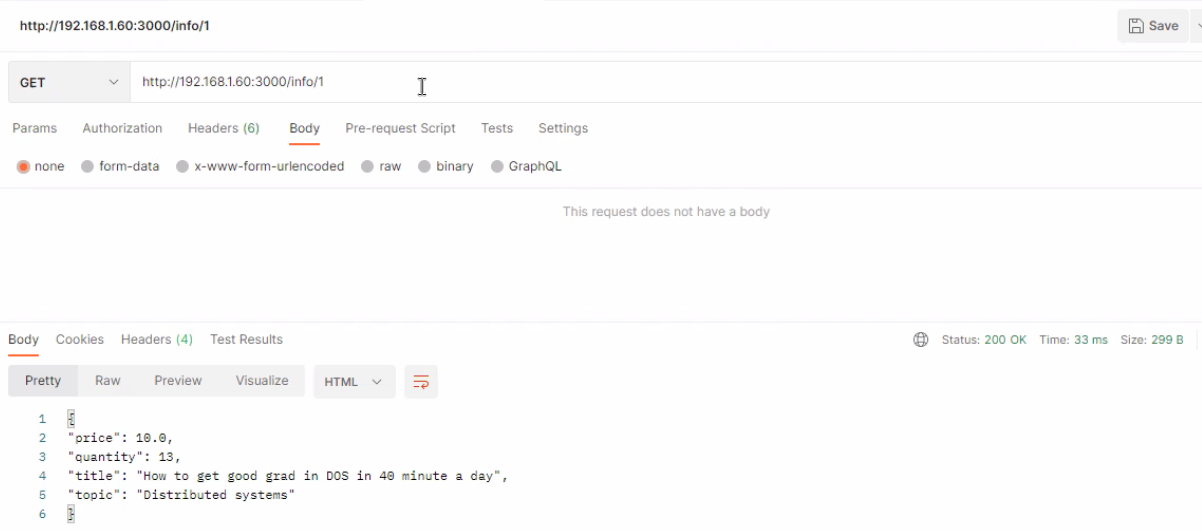 http://192.168.1.60:3000/info/1
Save
GET http://192.168.1.60:3000/info/1
Params Authorization Headers (6) Body Pre-request Script Tests Settings
none form-data x-www-form-urlencoded raw binary GraphQL
This request does not have a body
Body Cookies Headers (4) Test Results Status: 200 OK Time: 33 ms Size: 299 B
Pretty Raw Preview Visualize HTML
1 {
2 "price": 10.0,
3 "quantity": 13,
4 "title": "How to get good grad in DOS in 40 minute a day",
5 "topic": "Distributed systems"
6 }